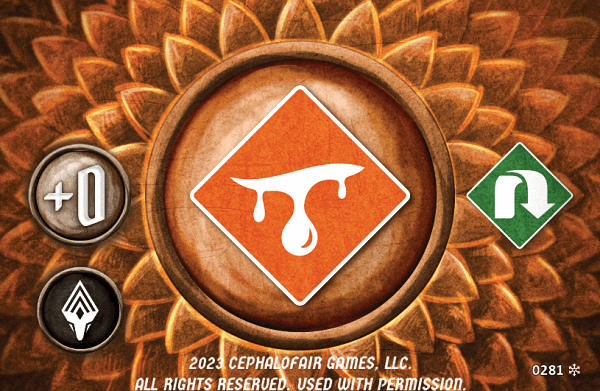 +0
2023 CEPHALOFAIR GAMES, LLC.
ALL RIGHTS RESERVED. USED WITH PERMISSION.
0281